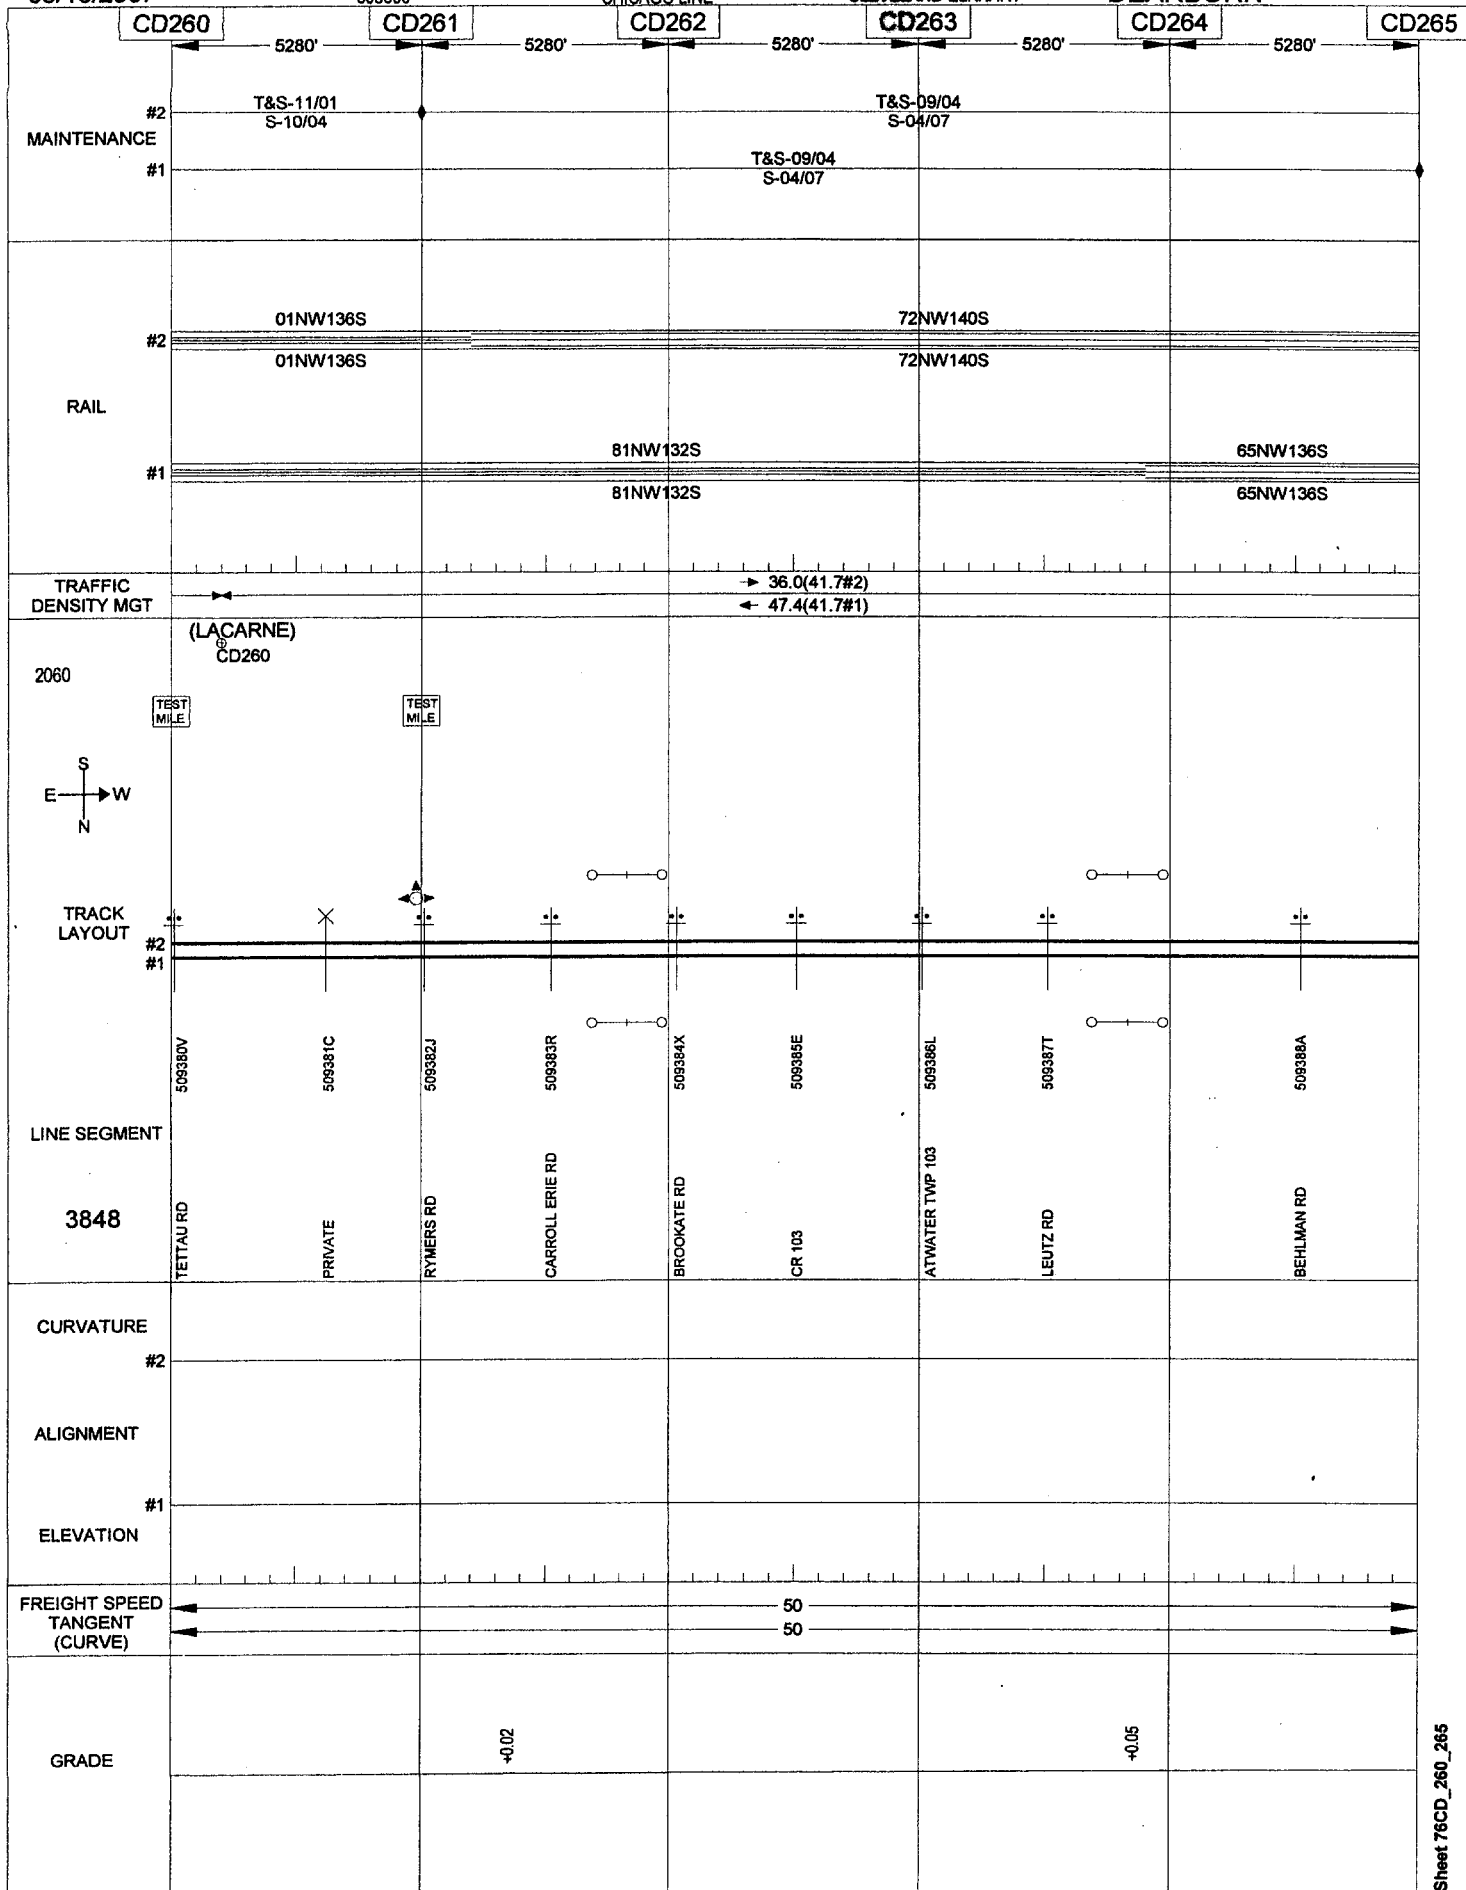 CD260 CD261 CD262 CD263 CD264 CD265
5280' 5280' 5280' 5280' 5280'
MAINTENANCE
#2
T&S-11/01
S-10/04
T&S-09/04
S-04/07
#1
T&S-09/04
S-04/07
RAIL
01NW136S 72NW140S
#2
01NW136S 72NW140S
81NW132S 65NW136S
#1
81NW132S 65NW136S
TRAFFIC
DENSITY MGT
36.0(41.7#2)
47.4(41.7#1)
(LACARNE)
CD260
2060
TEST
MILE
TEST
MILE
S
E W
N
TRACK
LAYOUT
#2
#1
509380V
509381C
509382J
509383R
509384X
509385E
509386L
509387T
509388A
LINE SEGMENT
3848
TETTAU RD
PRIVATE
RYMERS RD
CARROLL ERIE RD
BROOKATE RD
CR 103
ATWATER TWP 103
LEUTZ RD
BEHLMAN RD
CURVATURE
#2
ALIGNMENT
#1
ELEVATION
FREIGHT SPEED
TANGENT
(CURVE)
50
50
GRADE
+0.02
+0.05
Sheet 76CD_260_265